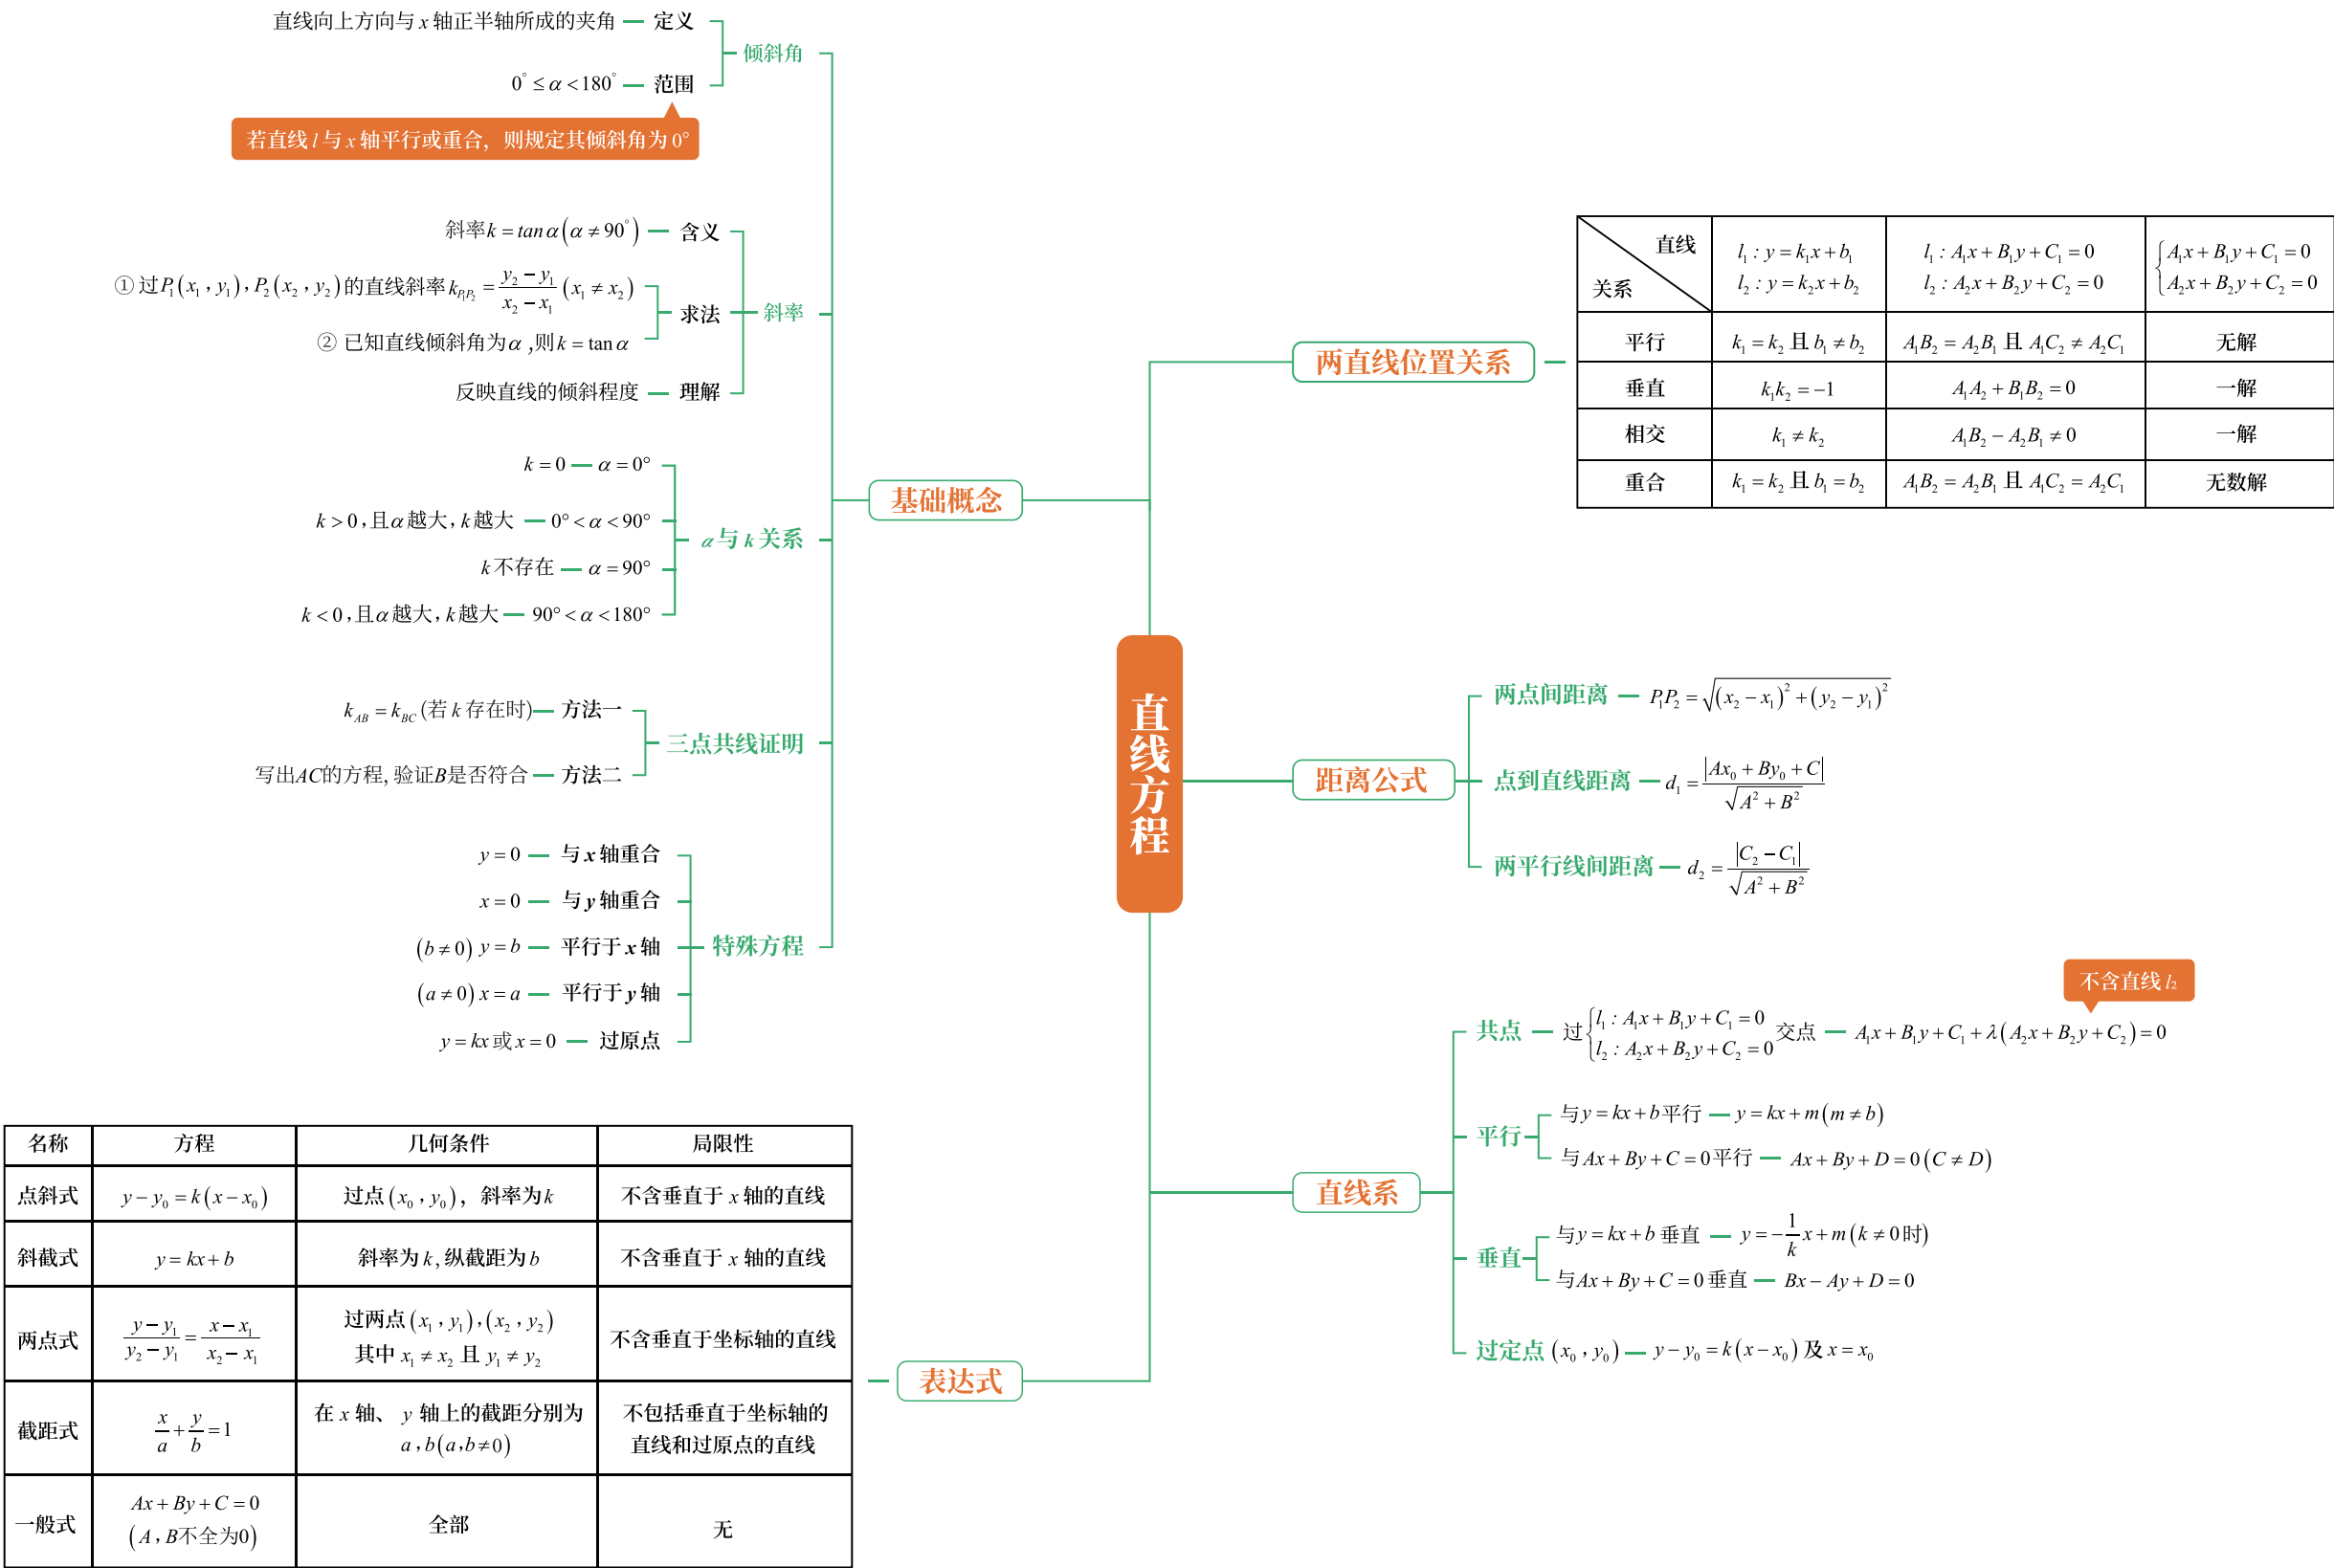 直线方程
基础概念
倾斜角
定义
直线向上方向与 x 轴正半轴所成的夹角
范围
0° ≤ α < 180°
若直线 l 与 x 轴平行或重合，则规定其倾斜角为 0°
斜率
含义
斜率k = tan α(α ≠ 90°)
求法
① 过P₁(x₁ , y₁), P₂(x₂ , y₂) 的直线斜率 k_{P₁P₂} = (y₂ − y₁)/(x₂ − x₁) (x₁ ≠ x₂)
② 已知直线倾斜角为 α ,则 k = tan α
理解
反映直线的倾斜程度
α 与 k 关系
k = 0 — α = 0°
k > 0 ,且 α 越大, k 越大 — 0° < α < 90°
k 不存在 — α = 90°
k < 0 ,且 α 越大, k 越大 — 90° < α < 180°
三点共线证明
方法一
k_{AB} = k_{BC} (若 k 存在时)
方法二
写出AC的方程, 验证B是否符合
特殊方程
y = 0 — 与 x 轴重合
x = 0 — 与 y 轴重合
(b ≠ 0) y = b — 平行于 x 轴
(a ≠ 0) x = a — 平行于 y 轴
y = kx 或 x = 0 — 过原点
表达式
名称 方程 几何条件 局限性
点斜式 y − y₀ = k(x − x₀) 过点(x₀ , y₀)，斜率为k 不含垂直于 x 轴的直线
斜截式 y = kx + b 斜率为 k, 纵截距为 b 不含垂直于 x 轴的直线
两点式 (y − y₁)/(y₂ − y₁) = (x − x₁)/(x₂ − x₁) 过两点(x₁ , y₁), (x₂ , y₂)
其中 x₁ ≠ x₂ 且 y₁ ≠ y₂ 不含垂直于坐标轴的直线
截距式 x/a + y/b = 1 在 x 轴、 y 轴上的截距分别为
a , b(a,b≠0) 不包括垂直于坐标轴的
直线和过原点的直线
一般式 Ax + By + C = 0
(A , B不全为0) 全部 无
两直线位置关系
直线
关系
l₁ : y = k₁x + b₁
l₂ : y = k₂x + b₂
l₁ : A₁x + B₁y + C₁ = 0
l₂ : A₂x + B₂y + C₂ = 0
{A₁x + B₁y + C₁ = 0
A₂x + B₂y + C₂ = 0
平行 k₁ = k₂ 且 b₁ ≠ b₂ A₁B₂ = A₂B₁ 且 A₁C₂ ≠ A₂C₁ 无解
垂直 k₁k₂ = −1 A₁A₂ + B₁B₂ = 0 一解
相交 k₁ ≠ k₂ A₁B₂ − A₂B₁ ≠ 0 一解
重合 k₁ = k₂ 且 b₁ = b₂ A₁B₂ = A₂B₁ 且 A₁C₂ = A₂C₁ 无数解
距离公式
两点间距离
P₁P₂ = √((x₂ − x₁)² + (y₂ − y₁)²)
点到直线距离
d₁ = |Ax₀ + By₀ + C|/√(A² + B²)
两平行线间距离
d₂ = |C₂ − C₁|/√(A² + B²)
直线系
不含直线 l₂
共点
过{l₁ : A₁x + B₁y + C₁ = 0
l₂ : A₂x + B₂y + C₂ = 0 交点 — A₁x + B₁y + C₁ + λ(A₂x + B₂y + C₂) = 0
平行
与y = kx + b平行 — y = kx + m(m ≠ b)
与Ax + By + C = 0平行 — Ax + By + D = 0(C ≠ D)
垂直
与y = kx + b 垂直 — y = −(1/k)x + m(k ≠ 0时)
与Ax + By + C = 0 垂直 — Bx − Ay + D = 0
过定点 (x₀ , y₀) — y − y₀ = k(x − x₀) 及 x = x₀